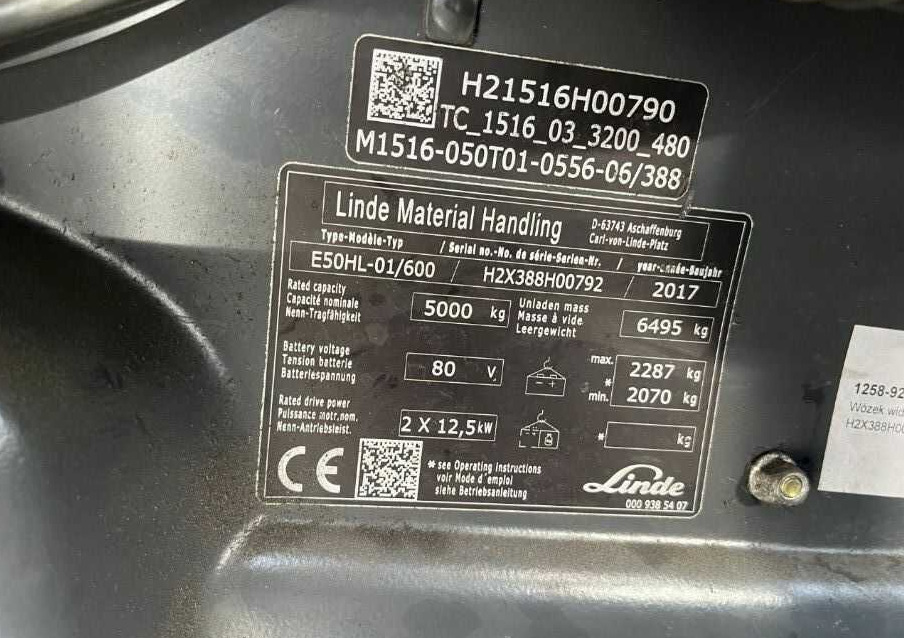 H21516H00790
TC_1516_03_3200_480
M1516-050T01-0556-06/388
Linde Material Handling
D-63743 Aschaffenburg
Carl-von-Linde-Platz
Type-Modèle-Typ / Serial no.-No. de série-Serien-Nr. / year-année-Baujahr
E50HL-01/600 / H2X388H00792 / 2017
Rated capacity
Capacité nominale
Nenn-Tragfähigkeit
5000 kg
Unladen mass
Masse à vide
Leergewicht
6495 kg
Battery voltage
Tension batterie
Batteriespannung
80 V
max. 2287 kg
*
min. 2070 kg
Rated drive power
Puissance motr.nom.
Nenn-Antriebsleist.
2 X 12,5kW
* kg
CE
* see Operating Instructions
voir Mode d'emploi
siehe Betriebsanleitung
Linde
000 938 54 07
1258-92
Wózek wid
H2X388H00